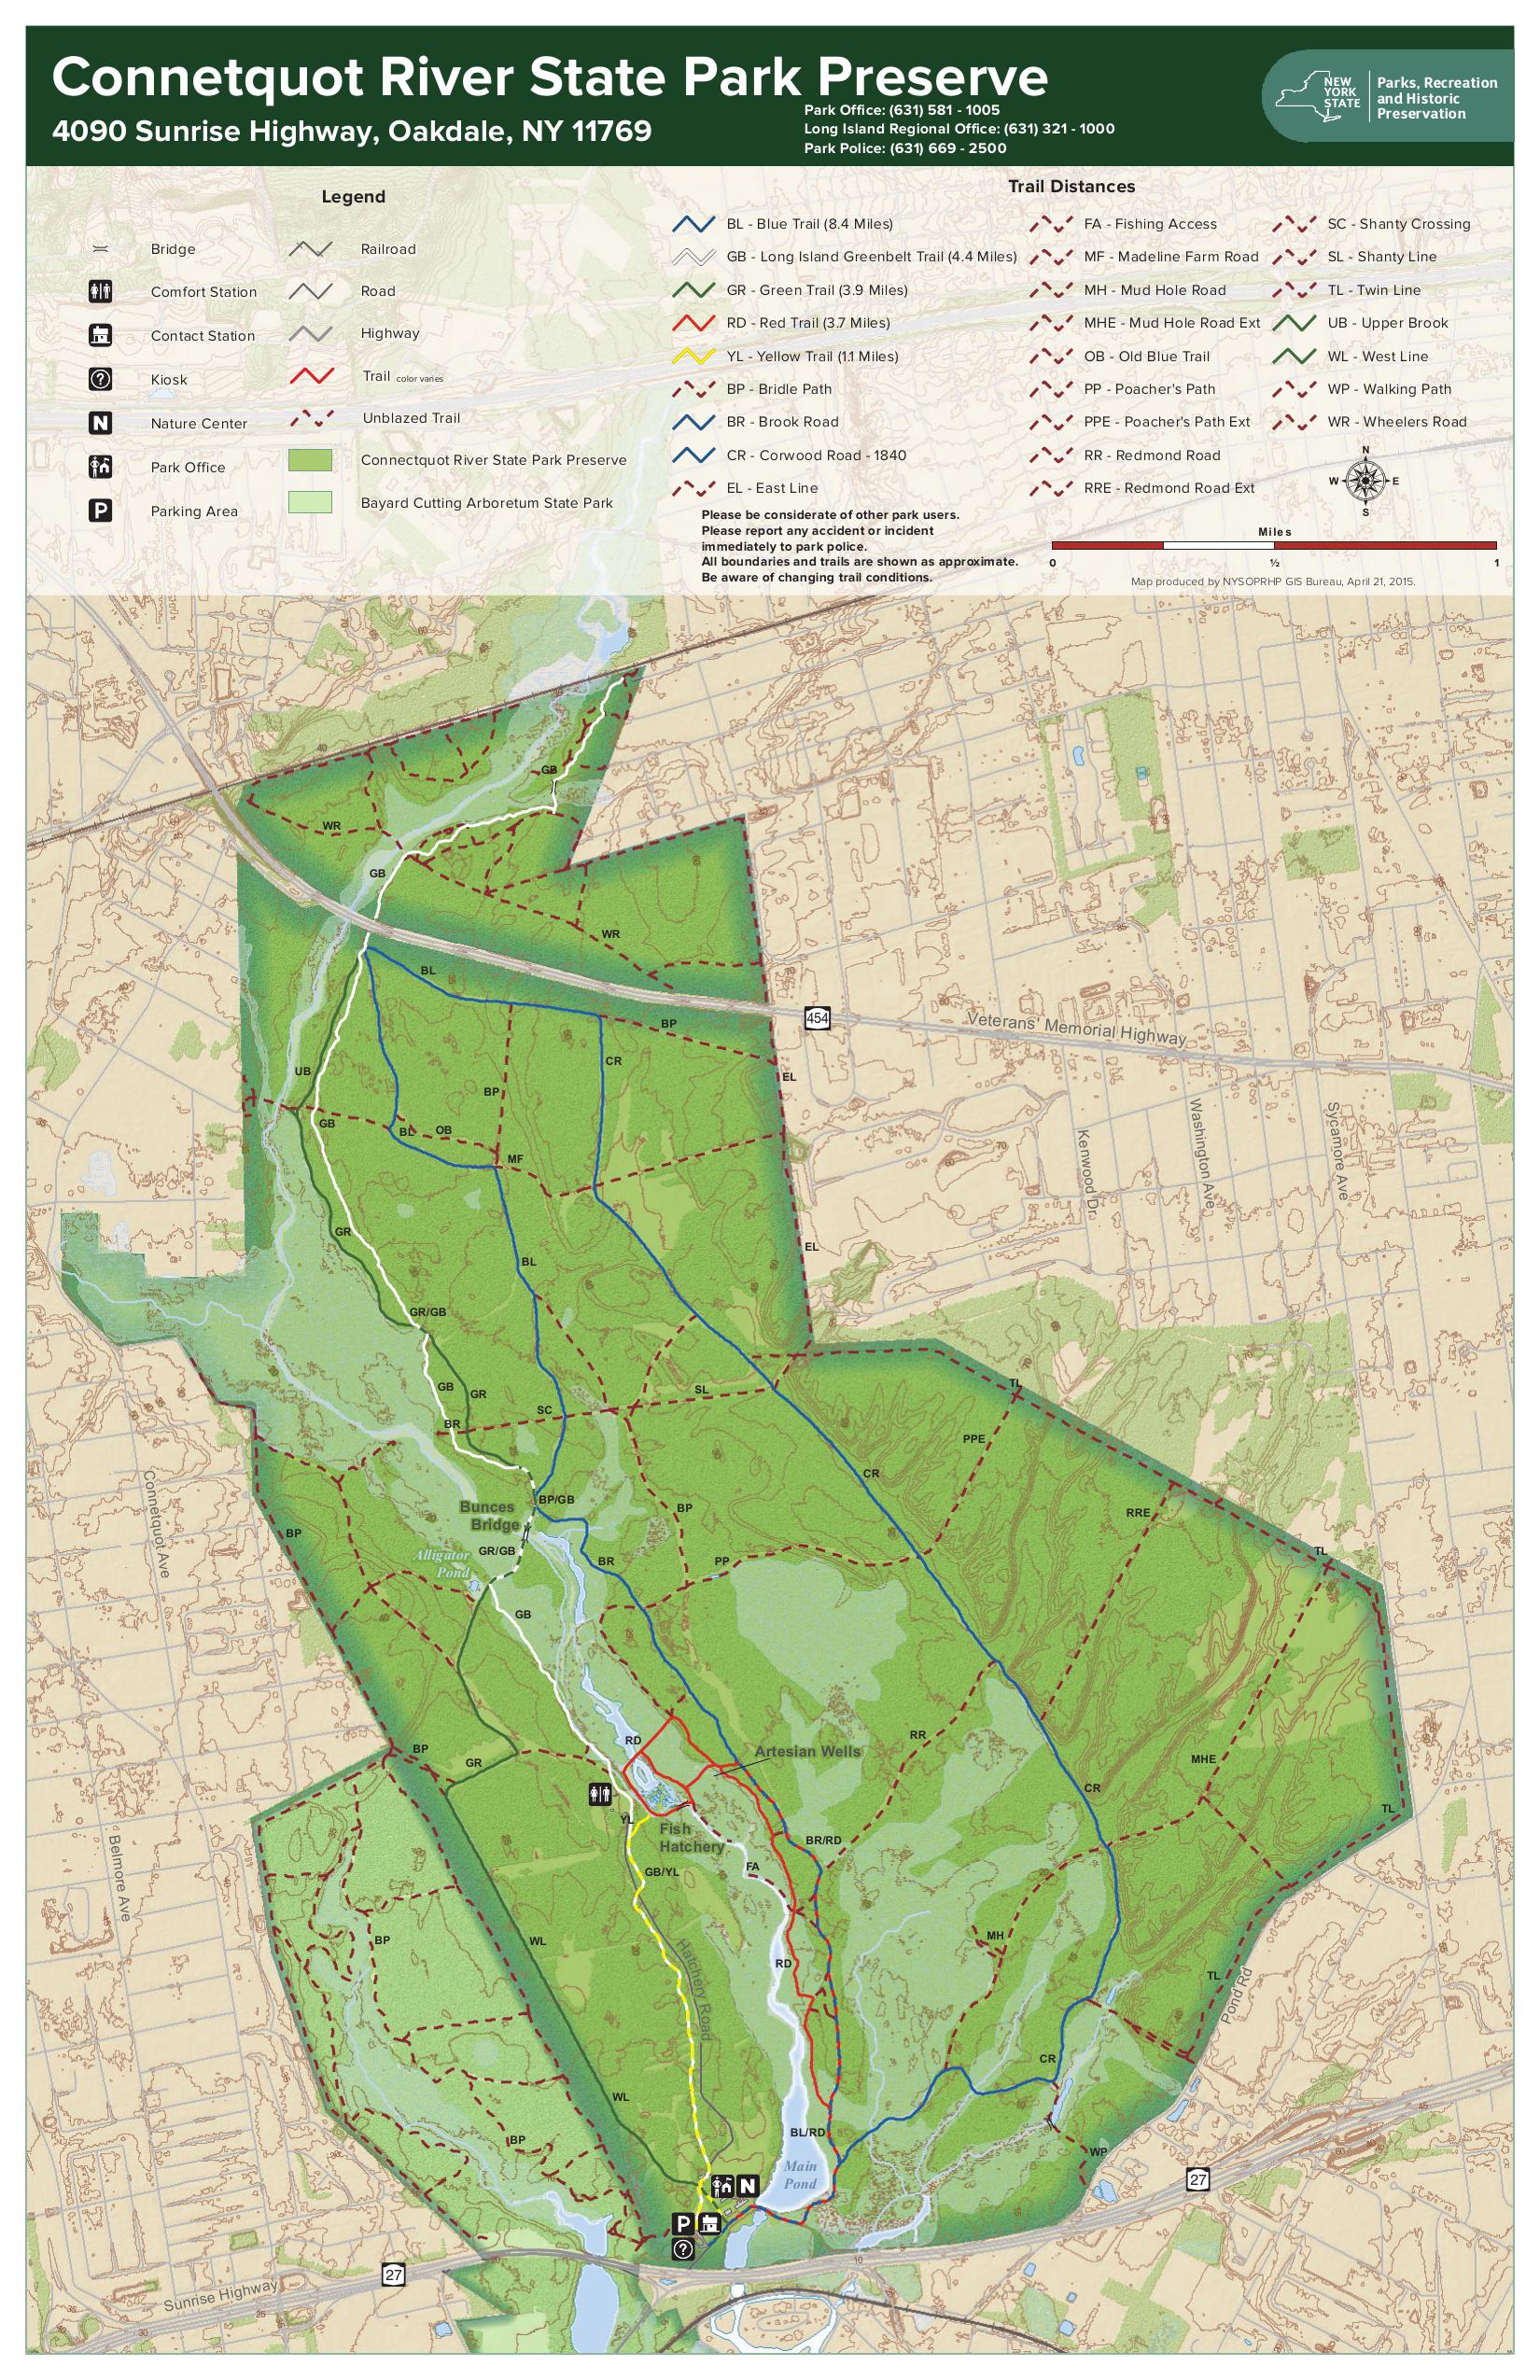 Connetquot River State Park Preserve
4090 Sunrise Highway, Oakdale, NY 11769
Park Office: (631) 581 - 1005
Long Island Regional Office: (631) 321 - 1000
Park Police: (631) 669 - 2500
NEW
YORK
STATE
Parks, Recreation
and Historic
Preservation
Legend
Bridge
Comfort Station
Contact Station
? Kiosk
N Nature Center
Park Office
P Parking Area
Railroad
Road
Highway
Trail color varies
Unblazed Trail
Connectquot River State Park Preserve
Bayard Cutting Arboretum State Park
Trail Distances
BL - Blue Trail (8.4 Miles)
GB - Long Island Greenbelt Trail (4.4 Miles)
GR - Green Trail (3.9 Miles)
RD - Red Trail (3.7 Miles)
YL - Yellow Trail (1.1 Miles)
BP - Bridle Path
BR - Brook Road
CR - Corwood Road - 1840
EL - East Line
FA - Fishing Access
MF - Madeline Farm Road
MH - Mud Hole Road
MHE - Mud Hole Road Ext
OB - Old Blue Trail
PP - Poacher's Path
PPE - Poacher's Path Ext
RR - Redmond Road
RRE - Redmond Road Ext
SC - Shanty Crossing
SL - Shanty Line
TL - Twin Line
UB - Upper Brook
WL - West Line
WP - Walking Path
WR - Wheelers Road
N
W E
S
Please be considerate of other park users.
Please report any accident or incident
immediately to park police.
All boundaries and trails are shown as approximate.
Be aware of changing trail conditions.
Miles
0 ½ 1
Map produced by NYSOPRHP GIS Bureau, April 21, 2015.
40
GB
WR
GB
WR
BL
454
Veterans' Memorial Highway
BP
CR
UB
EL
BP
GB
BL
OB
MF
Kenwood Dr.
Washington Ave
Sycamore Ave
70
GR
EL
BL
GR/GB
GB
GR
SL
TL
SC
BR
PPE
CR
Connetquot Ave
BP/GB
Bunces
Bridge
BP
RRE
BP
GR/GB
Alligator
Pond
BR
PP
TL
GB
RD
RR
BP
GR
Artesian Wells
MHE
CR
TL
YL
Fish
Hatchery
BR/RD
GB/YL
FA
Belmore Ave
BP
WL
Hatchery Road
RD
MH
TL
Pond Rd
CR
WL
BL/RD
BP
WP
Main
Pond
N
P
?
27
27
Sunrise Highway